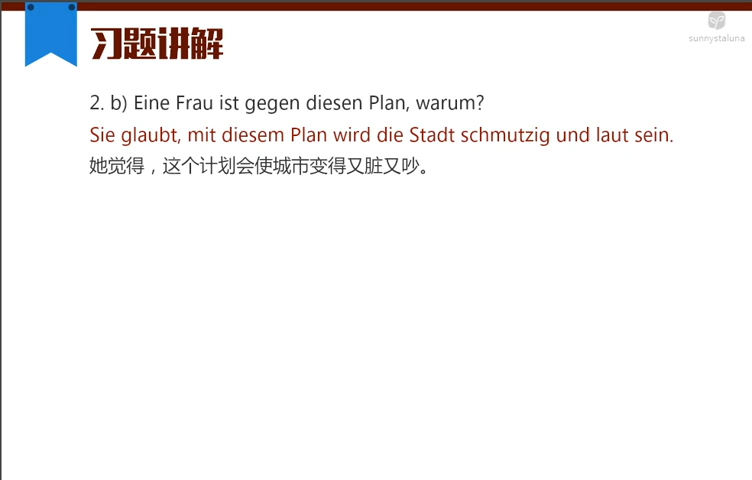 sunnystaluna
习题讲解
2. b) Eine Frau ist gegen diesen Plan, warum?
Sie glaubt, mit diesem Plan wird die Stadt schmutzig und laut sein.
她觉得，这个计划会使城市变得又脏又吵。